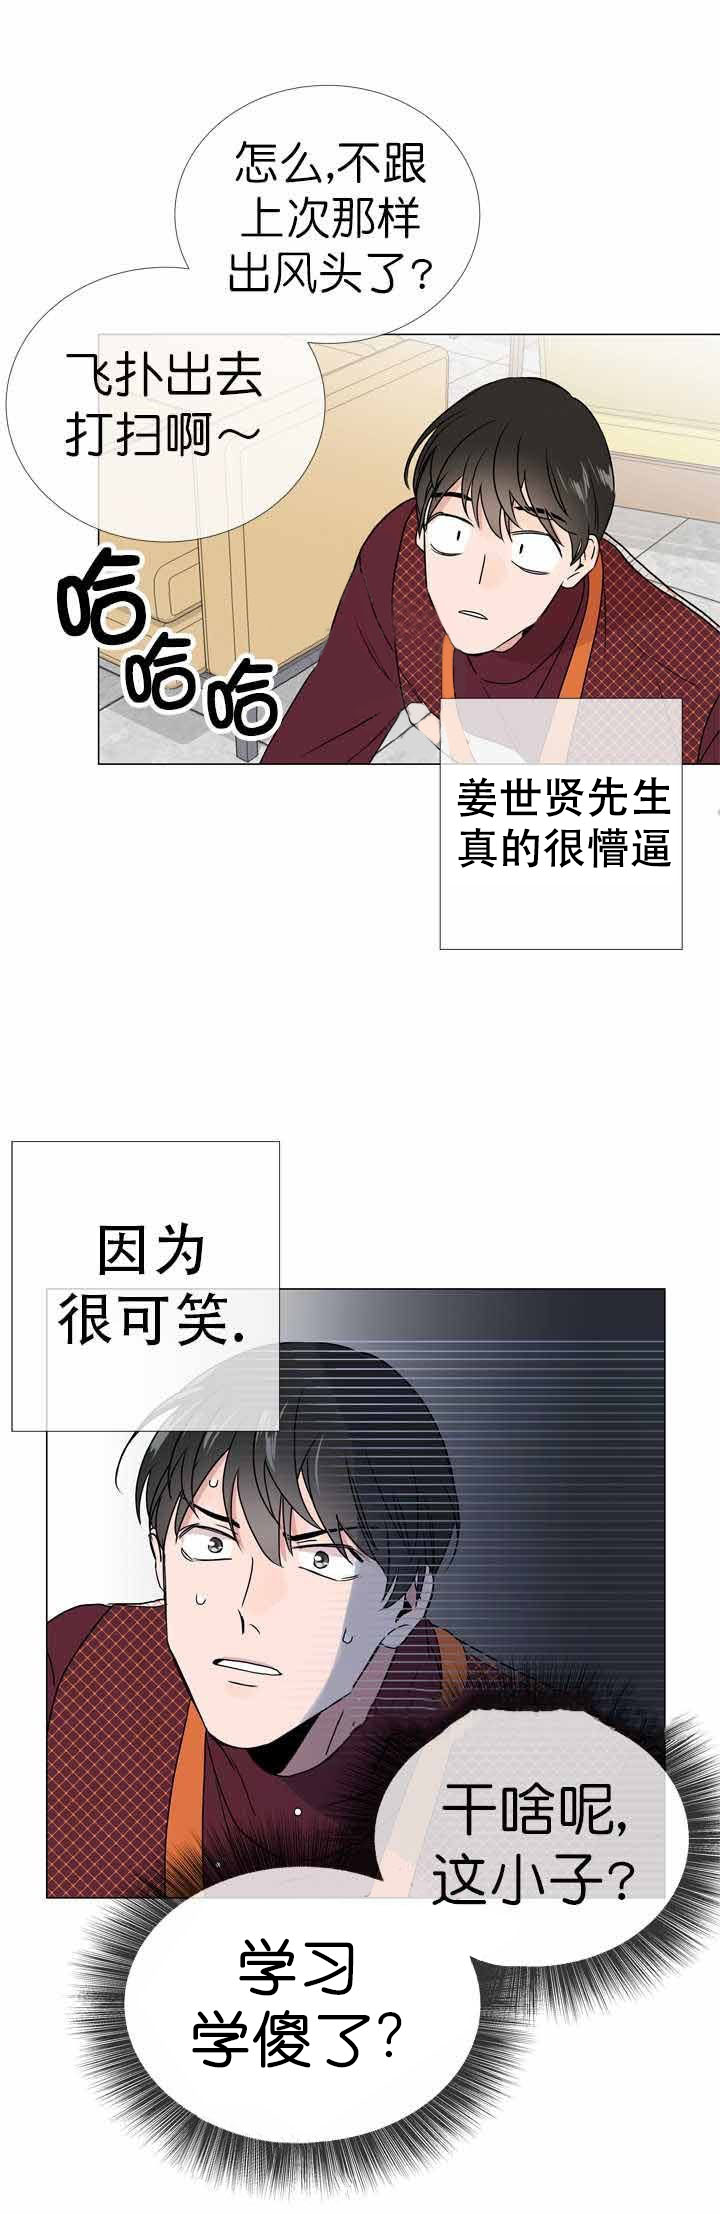 怎么,不跟
上次那样
出风头了?
飞扑出去
打扫啊～
哈
哈
哈
姜世贤先生
真的很懵逼
因为
很可笑.
干啥呢,
这小子?
学习
学傻了?